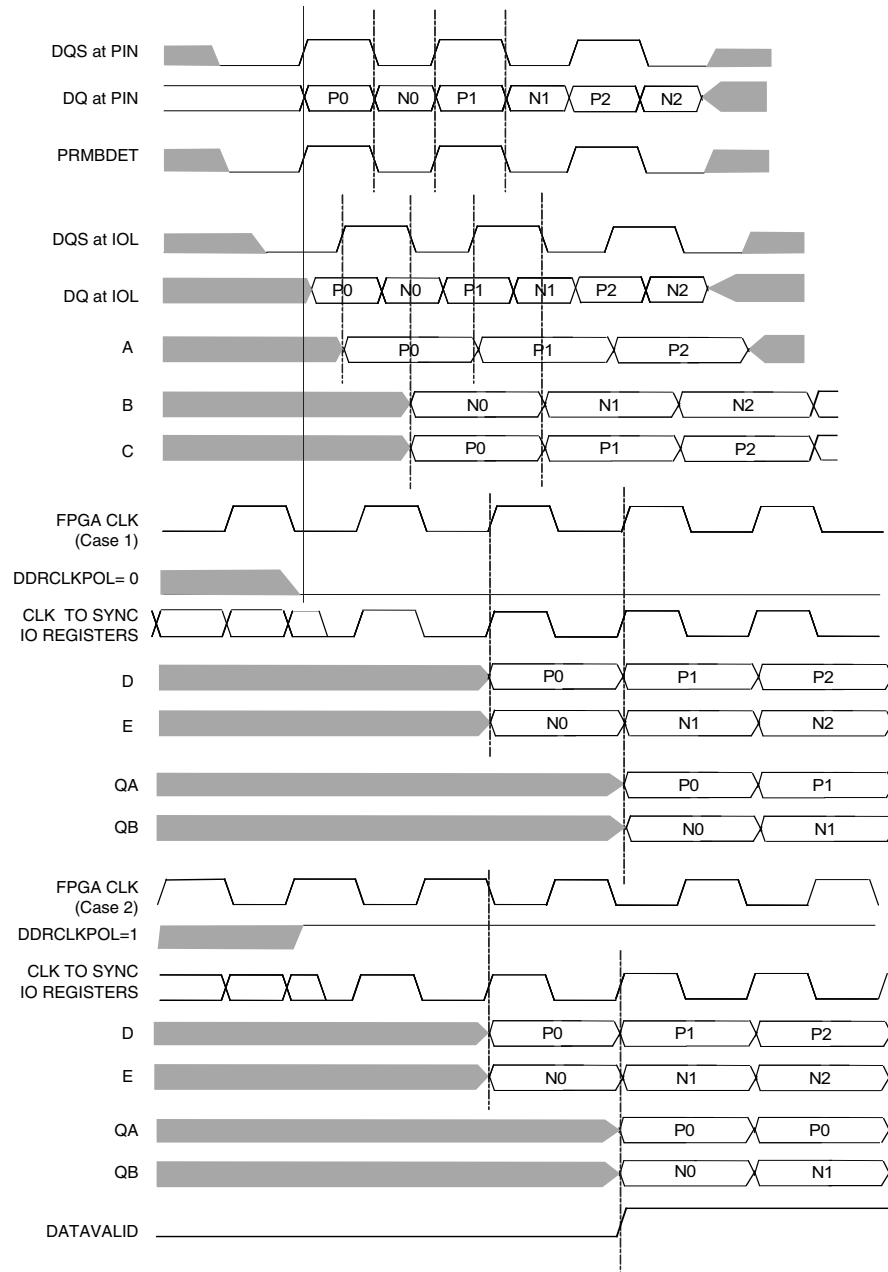 DQS at PIN
DQ at PIN P0 N0 P1 N1 P2 N2
PRMBDET
DQS at IOL
DQ at IOL P0 N0 P1 N1 P2 N2
A P0 P1 P2
B N0 N1 N2
C P0 P1 P2
FPGA CLK
(Case 1)
DDRCLKPOL= 0
CLK TO SYNC
IO REGISTERS
D P0 P1 P2
E N0 N1 N2
QA P0 P1
QB N0 N1
FPGA CLK
(Case 2)
DDRCLKPOL=1
CLK TO SYNC
IO REGISTERS
D P0 P1 P2
E N0 N1 N2
QA P0 P0
QB N0 N1
DATAVALID